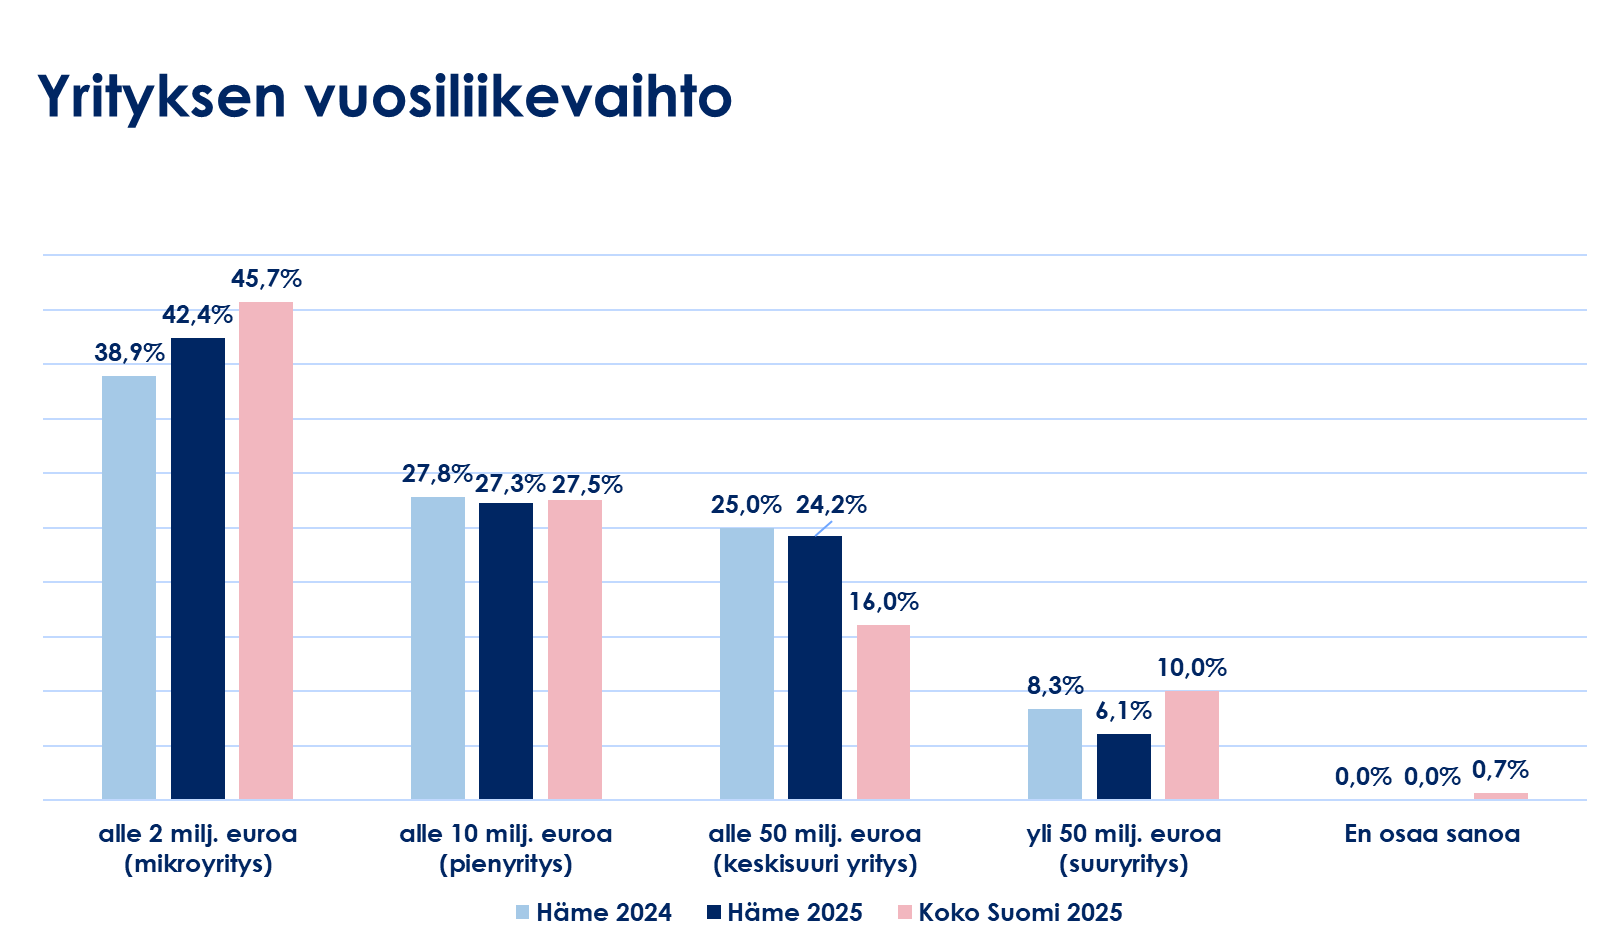 Yrityksen vuosiliikevaihto
38,9%
42,4%
45,7%
27,8%
27,3%
27,5%
25,0%
24,2%
16,0%
8,3%
6,1%
10,0%
0,0%
0,0%
0,7%
alle 2 milj. euroa
(mikroyritys)
alle 10 milj. euroa
(pienyritys)
alle 50 milj. euroa
(keskisuuri yritys)
yli 50 milj. euroa
(suuryritys)
En osaa sanoa
Häme 2024
Häme 2025
Koko Suomi 2025